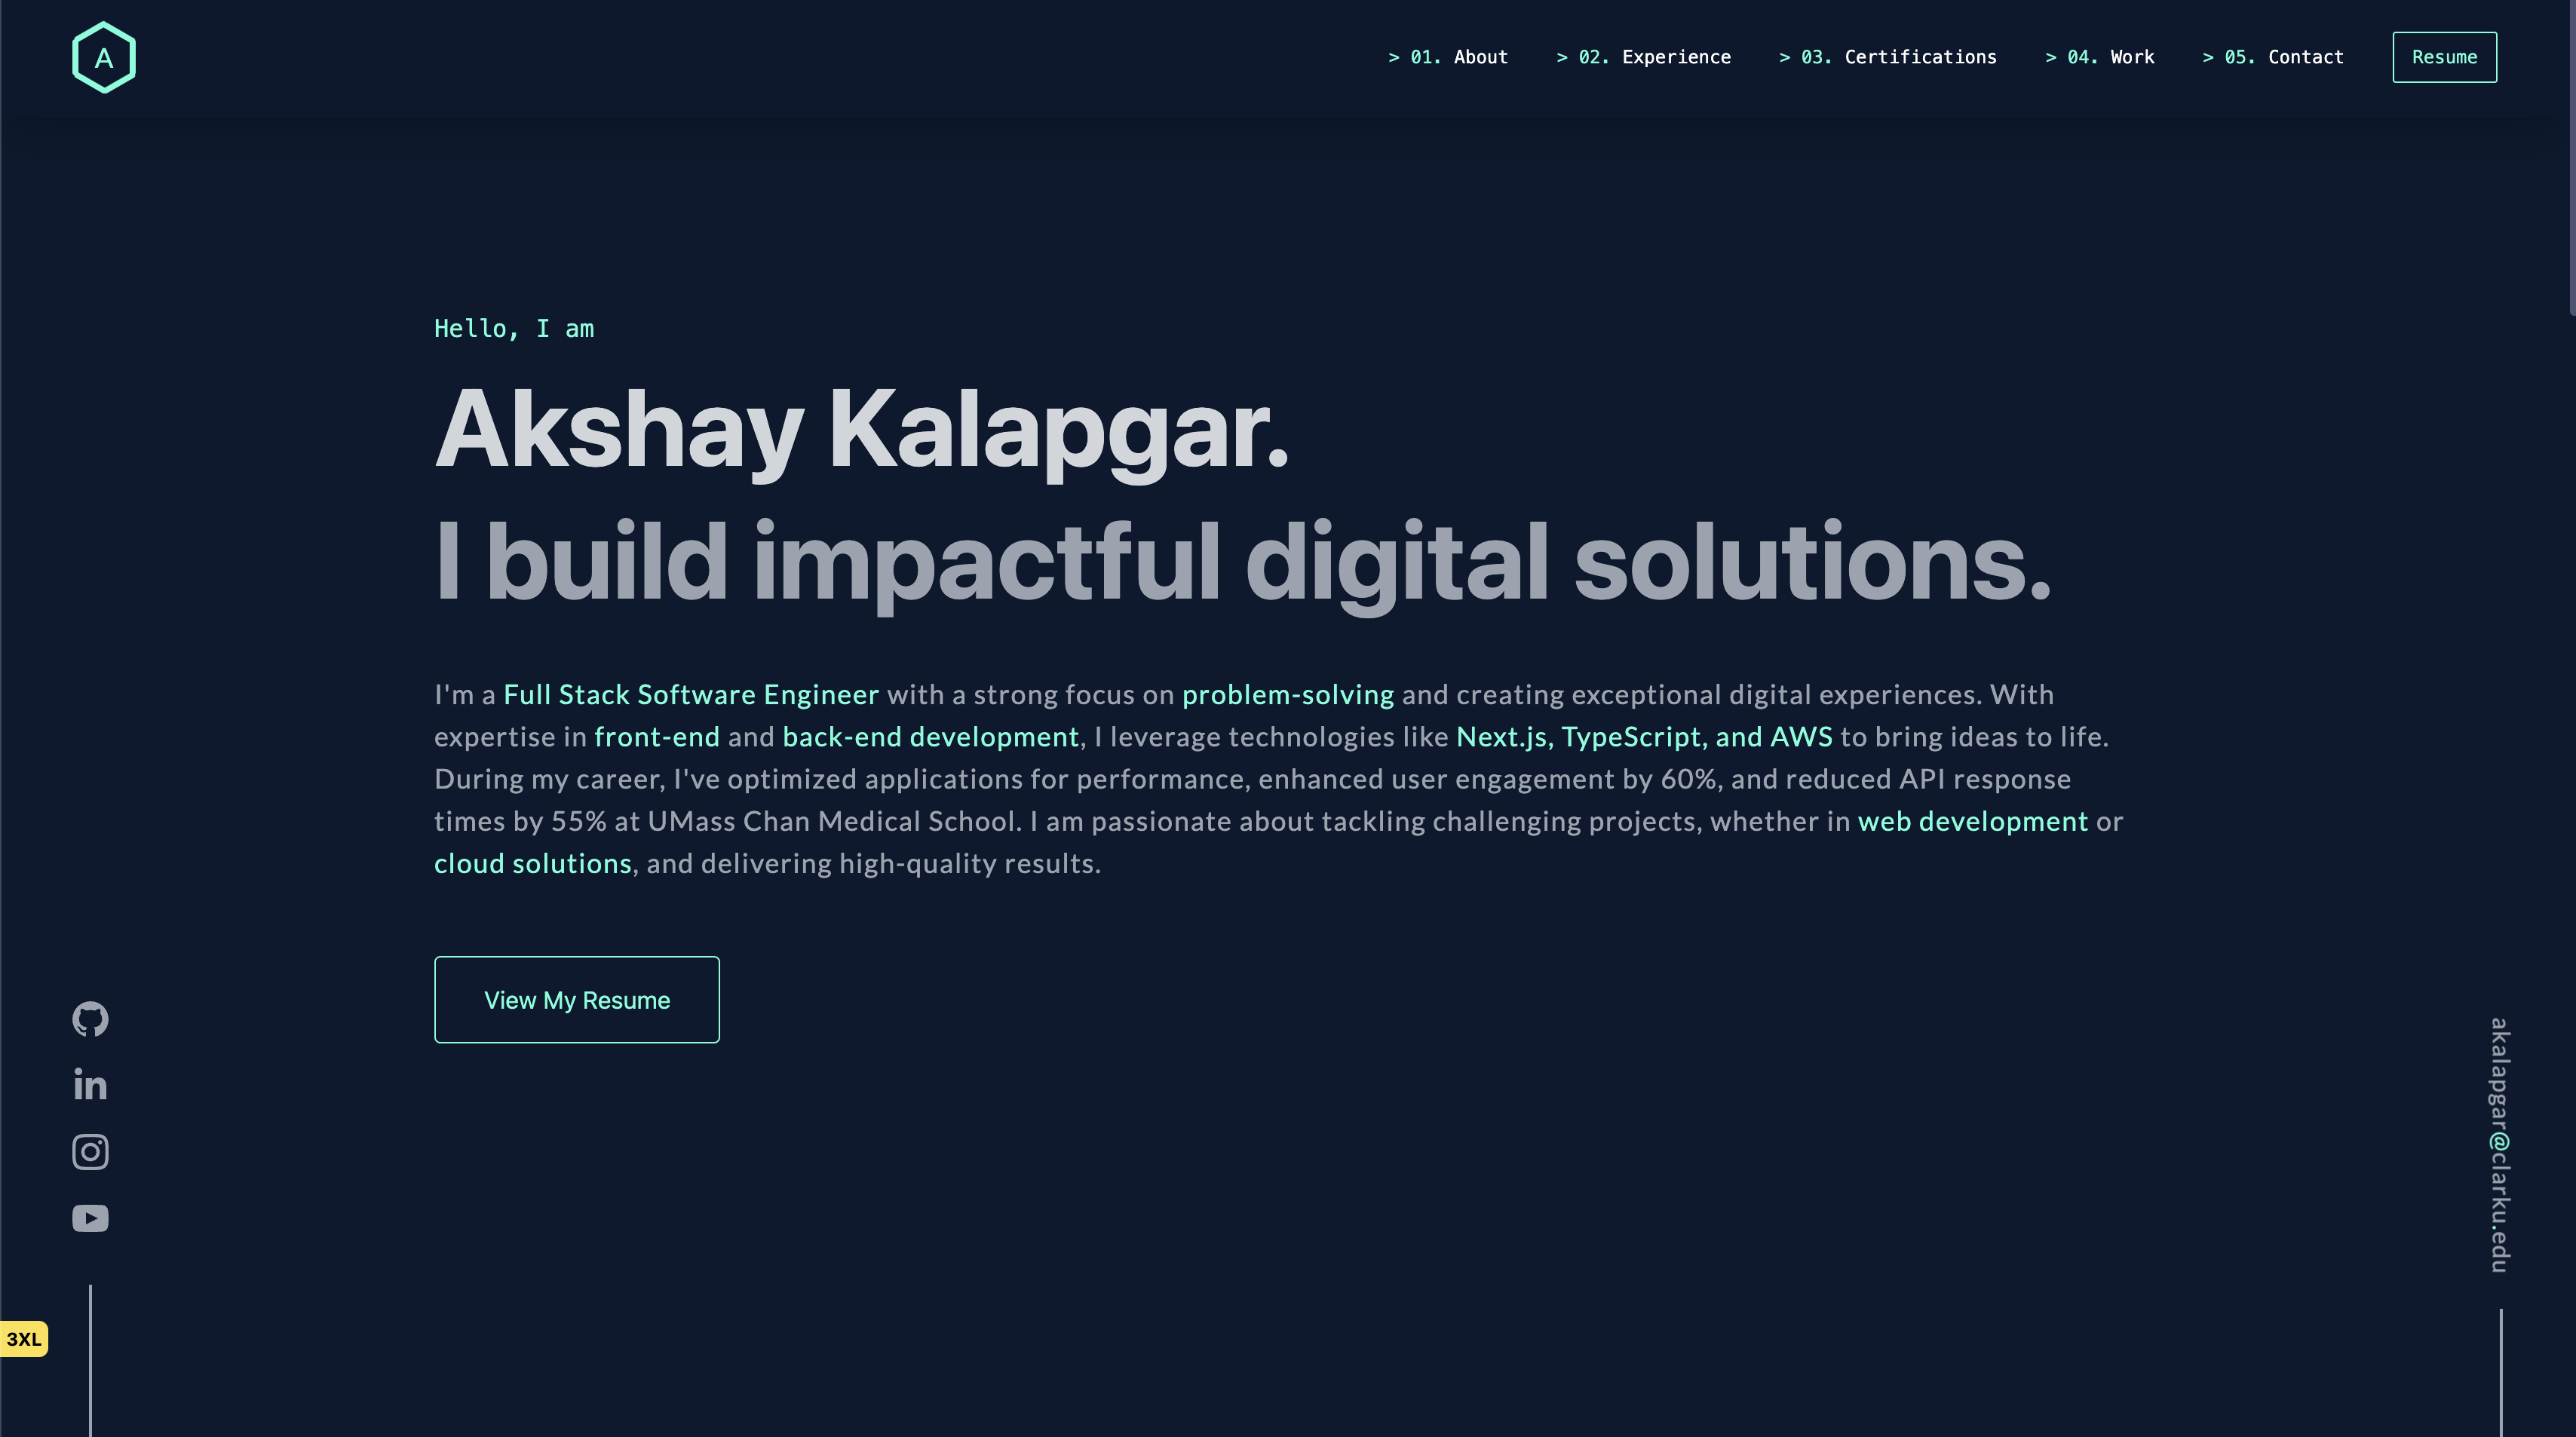 A
> 01. About > 02. Experience > 03. Certifications > 04. Work > 05. Contact Resume
Hello, I am
Akshay Kalapgar.
I build impactful digital solutions.
I'm a Full Stack Software Engineer with a strong focus on problem-solving and creating exceptional digital experiences. With
expertise in front-end and back-end development, I leverage technologies like Next.js, TypeScript, and AWS to bring ideas to life.
During my career, I've optimized applications for performance, enhanced user engagement by 60%, and reduced API response
times by 55% at UMass Chan Medical School. I am passionate about tackling challenging projects, whether in web development or
cloud solutions, and delivering high-quality results.
View My Resume
in
akalapgar@clarku.edu
3XL